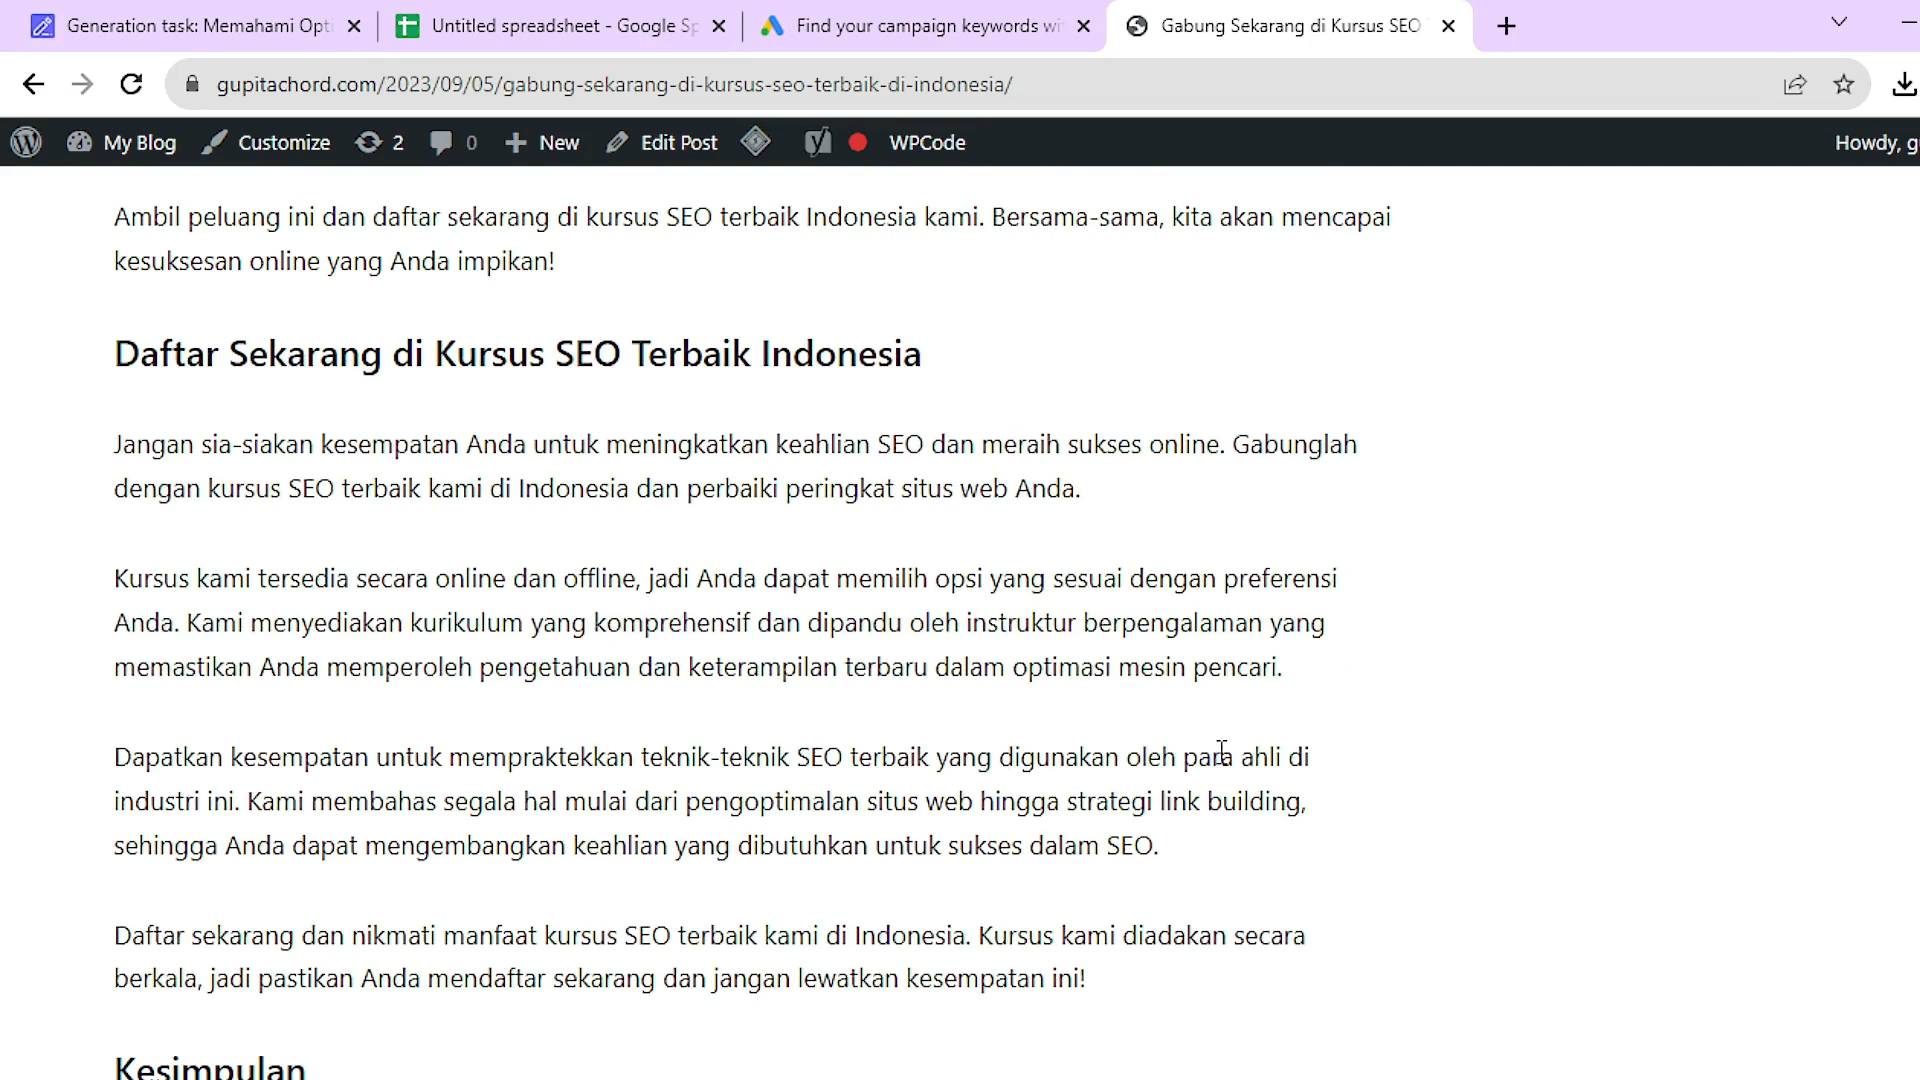 Generation task: Memahami Opti
Untitled spreadsheet - Google Sp
Find your campaign keywords wi
Gabung Sekarang di Kursus SEO T
gupitachord.com/2023/09/05/gabung-sekarang-di-kursus-seo-terbaik-di-indonesia/
My Blog Customize 2 0 New Edit Post WPCode Howdy, g
Ambil peluang ini dan daftar sekarang di kursus SEO terbaik Indonesia kami. Bersama-sama, kita akan mencapai
kesuksesan online yang Anda impikan!
Daftar Sekarang di Kursus SEO Terbaik Indonesia
Jangan sia-siakan kesempatan Anda untuk meningkatkan keahlian SEO dan meraih sukses online. Gabunglah
dengan kursus SEO terbaik kami di Indonesia dan perbaiki peringkat situs web Anda.
Kursus kami tersedia secara online dan offline, jadi Anda dapat memilih opsi yang sesuai dengan preferensi
Anda. Kami menyediakan kurikulum yang komprehensif dan dipandu oleh instruktur berpengalaman yang
memastikan Anda memperoleh pengetahuan dan keterampilan terbaru dalam optimasi mesin pencari.
Dapatkan kesempatan untuk mempraktekkan teknik-teknik SEO terbaik yang digunakan oleh para ahli di
industri ini. Kami membahas segala hal mulai dari pengoptimalan situs web hingga strategi link building,
sehingga Anda dapat mengembangkan keahlian yang dibutuhkan untuk sukses dalam SEO.
Daftar sekarang dan nikmati manfaat kursus SEO terbaik kami di Indonesia. Kursus kami diadakan secara
berkala, jadi pastikan Anda mendaftar sekarang dan jangan lewatkan kesempatan ini!
Kesimpulan